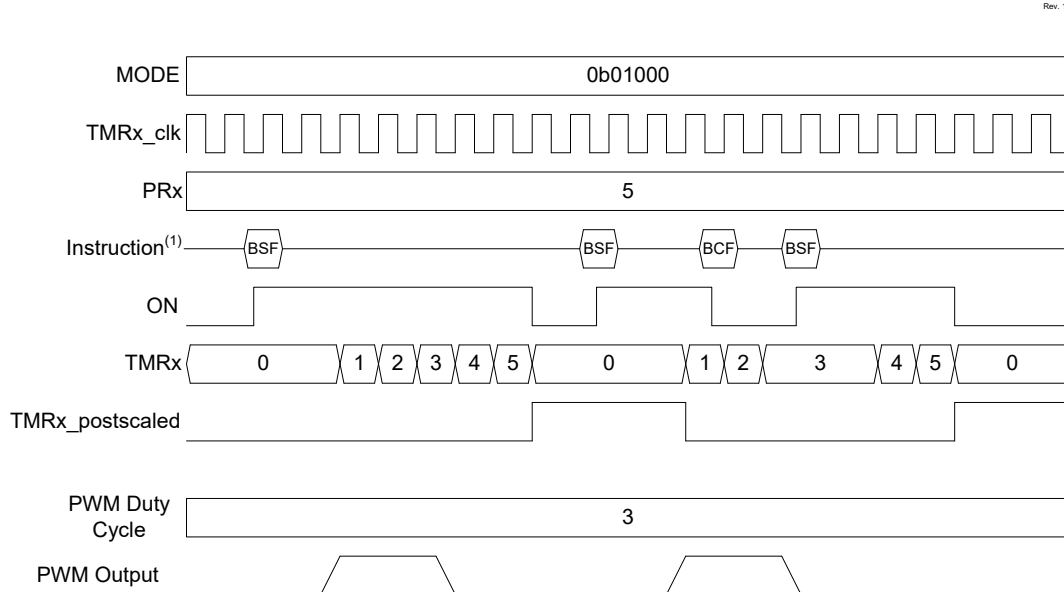 Rev. 1
MODE 0b01000
TMRx_clk
PRx 5
Instruction(1) BSF BSF BCF BSF
ON
TMRx 0 1 2 3 4 5 0 1 2 3 4 5 0
TMRx_postscaled
PWM Duty
Cycle 3
PWM Output